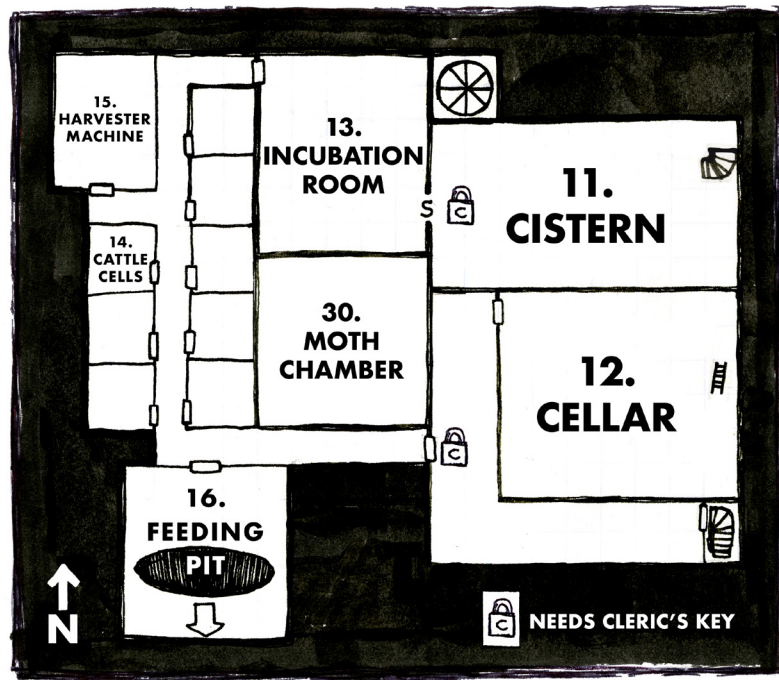 15.
HARVESTER
MACHINE
13.
INCUBATION
ROOM
S
C
11.
CISTERN
14.
CATTLE
CELLS
30.
MOTH
CHAMBER
12.
CELLAR
C
16.
FEEDING
PIT
N
C
NEEDS CLERIC'S KEY